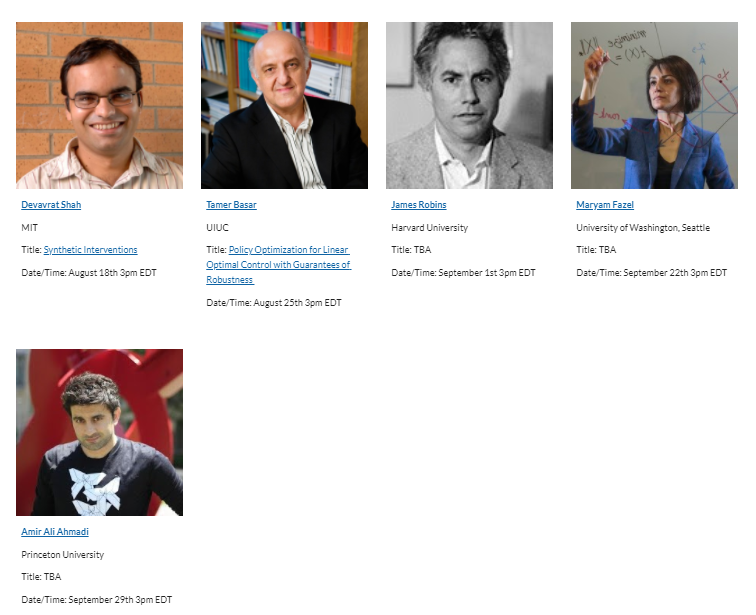 Devavrat Shah
MIT
Title: Synthetic Interventions
Date/Time: August 18th 3pm EDT
Tamer Basar
UIUC
Title: Policy Optimization for Linear
Optimal Control with Guarantees of
Robustness
Date/Time: August 25th 3pm EDT
James Robins
Harvard University
Title: TBA
Date/Time: September 1st 3pm EDT
Maryam Fazel
University of Washington, Seattle
Title: TBA
Date/Time: September 22th 3pm EDT
Amir Ali Ahmadi
Princeton University
Title: TBA
Date/Time: September 29th 3pm EDT